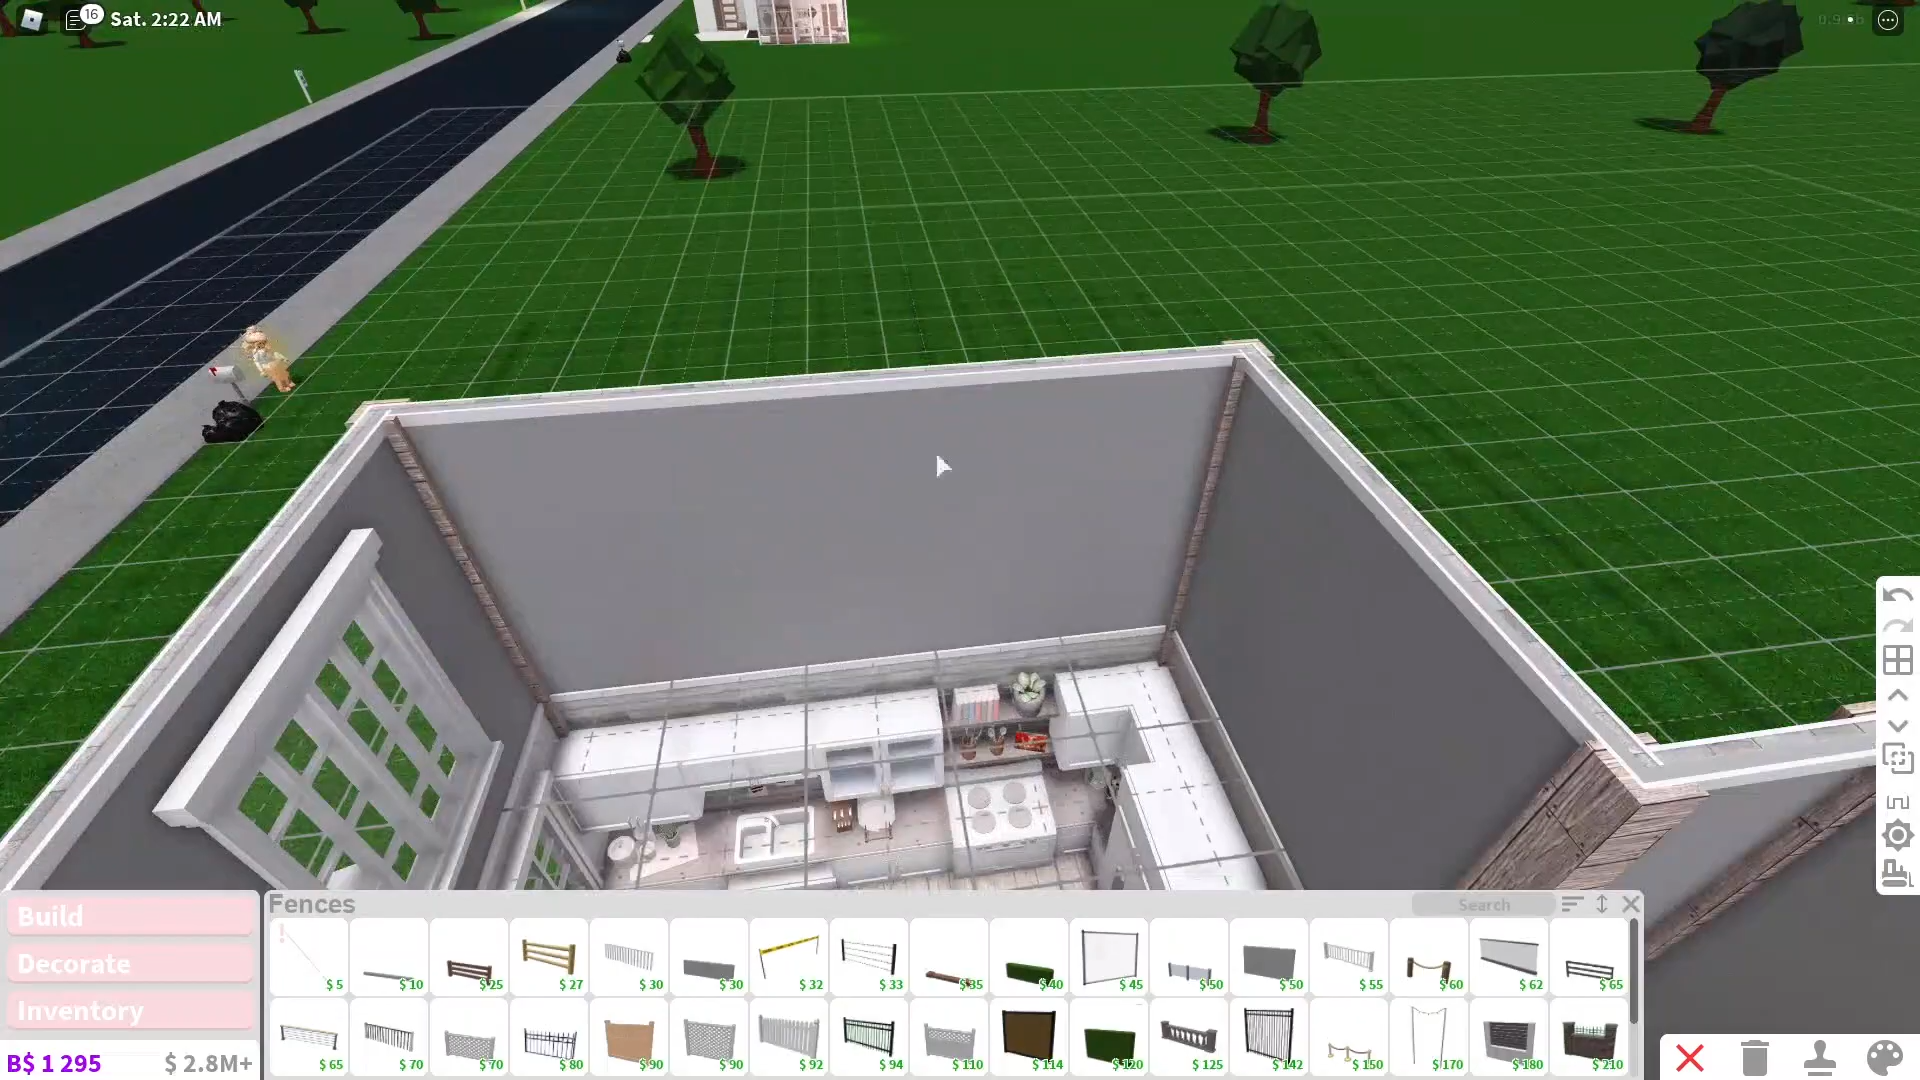 16 Sat. 2:22 AM
Fences
Search
Build
Decorate
Inventory
B$ 1 295
$ 2.8M+
$ 5 $ 10 $ 25 $ 27 $ 30 $ 30 $ 32 $ 33 $ 35 $ 40 $ 45 $ 50 $ 50 $ 55 $ 60 $ 62 $ 65
$ 65 $ 70 $ 70 $ 80 $ 90 $ 90 $ 92 $ 94 $ 110 $ 114 $ 120 $ 125 $ 142 $ 150 $ 170 $ 180 $ 210